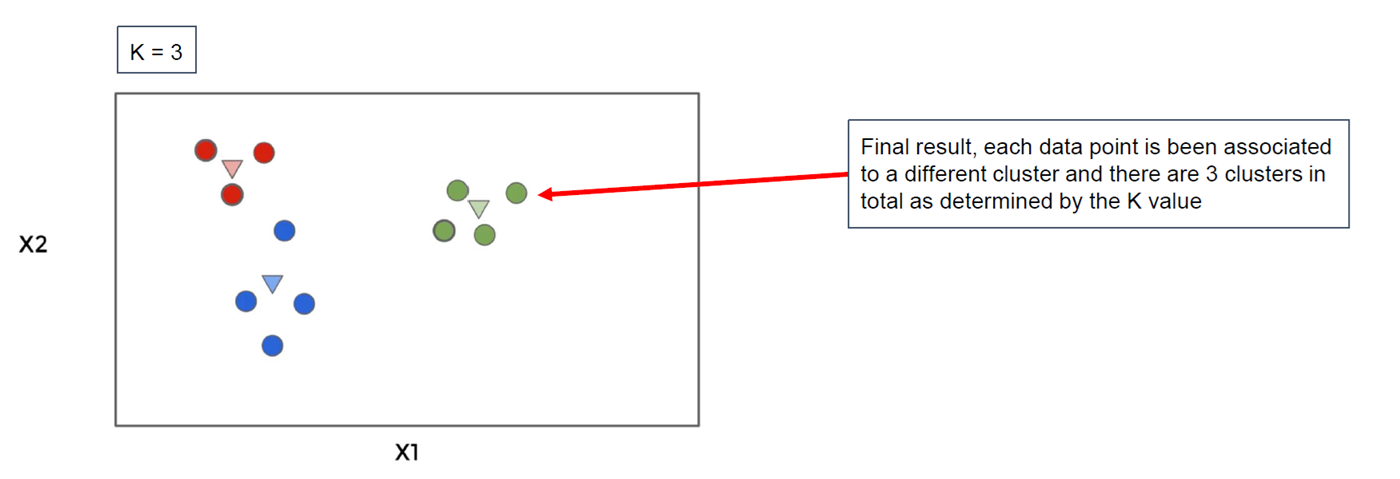 K = 3
Final result, each data point is been associated
to a different cluster and there are 3 clusters in
total as determined by the K value
X2
X1